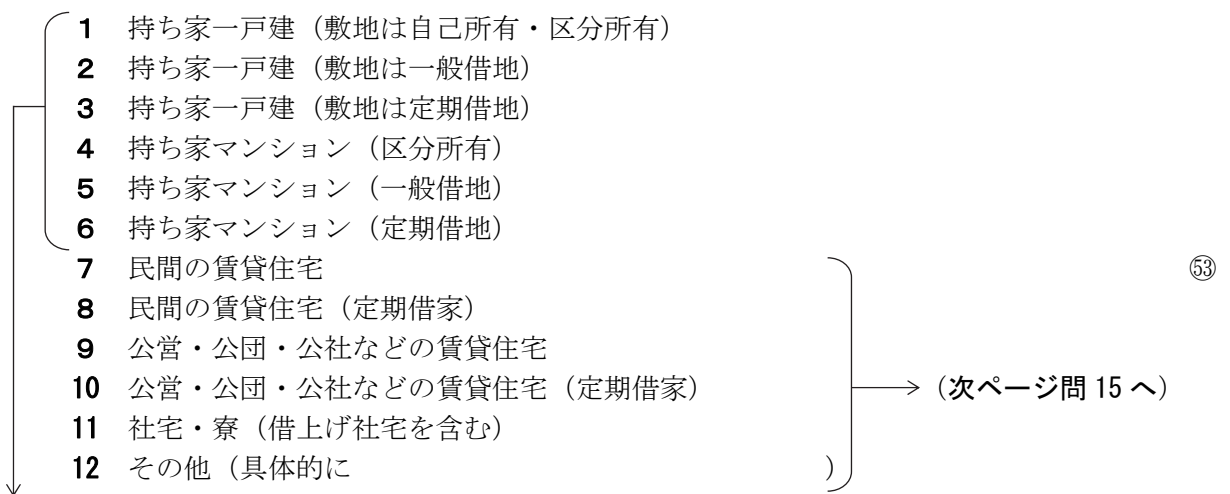 1 持ち家一戸建（敷地は自己所有・区分所有）
2 持ち家一戸建（敷地は一般借地）
3 持ち家一戸建（敷地は定期借地）
4 持ち家マンション（区分所有）
5 持ち家マンション（一般借地）
6 持ち家マンション（定期借地）
7 民間の賃貸住宅 ㊾
8 民間の賃貸住宅（定期借家）
9 公営・公団・公社などの賃貸住宅
10 公営・公団・公社などの賃貸住宅（定期借家） （次ページ問 15 へ）
11 社宅・寮（借上げ社宅を含む）
12 その他（具体的に ）